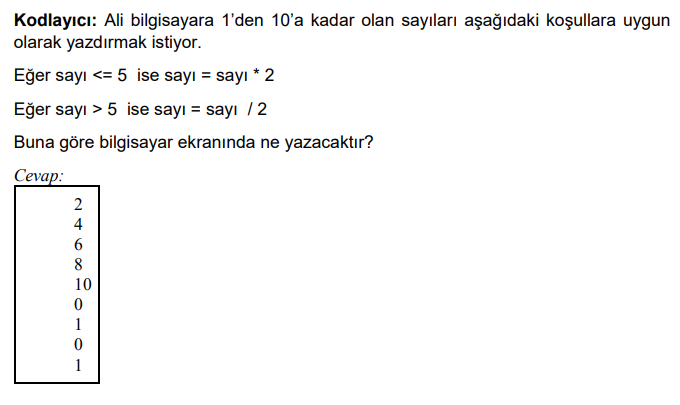 Kodlayıcı: Ali bilgisayara 1’den 10’a kadar olan sayıları aşağıdaki koşullara uygun
olarak yazdırmak istiyor.
Eğer sayı <= 5 ise sayı = sayı * 2
Eğer sayı > 5 ise sayı = sayı / 2
Buna göre bilgisayar ekranında ne yazacaktır?
Cevap:
2
4
6
8
10
0
1
0
1